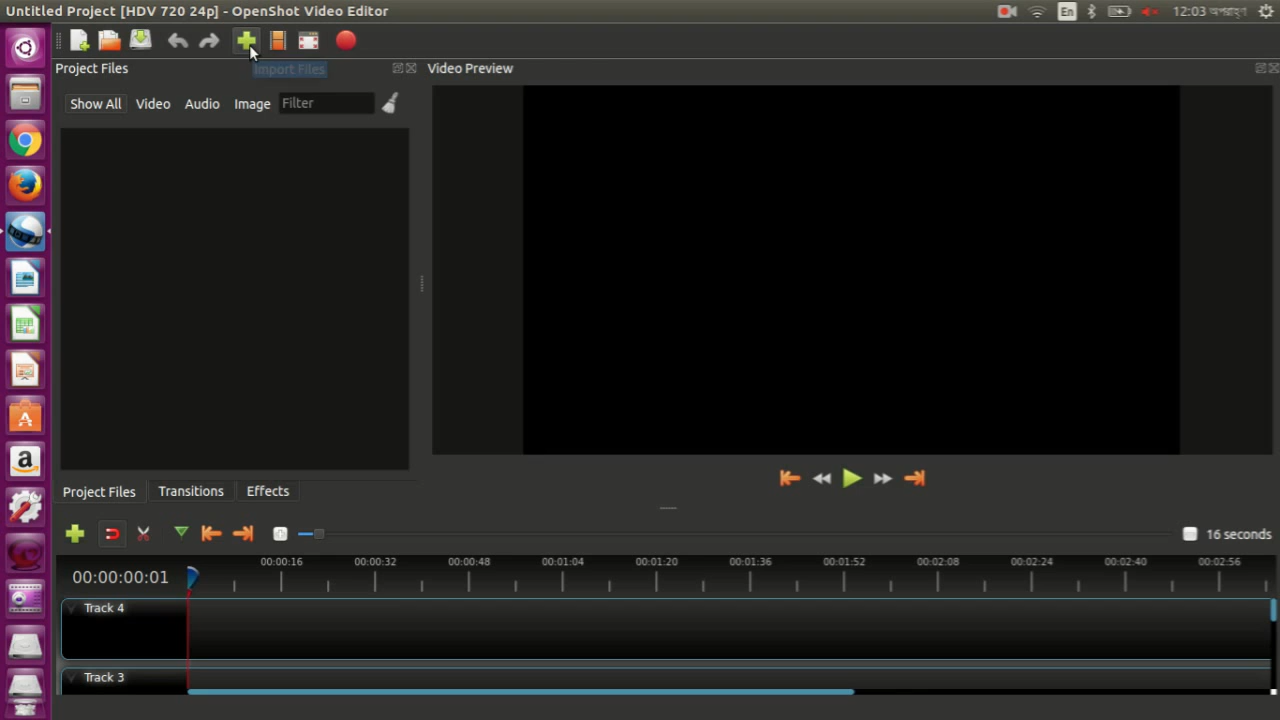 Untitled Project [HDV 720 24p] - OpenShot Video Editor
En
12:03 অপরাহ্ণ
Project Files
Import Files
Video Preview
Show All Video Audio Image Filter
Project Files Transitions Effects
16 seconds
00:00:00:01
00:00:16 00:00:32 00:00:48 00:01:04 00:01:20 00:01:36 00:01:52 00:02:08 00:02:24 00:02:40 00:02:56
Track 4
Track 3